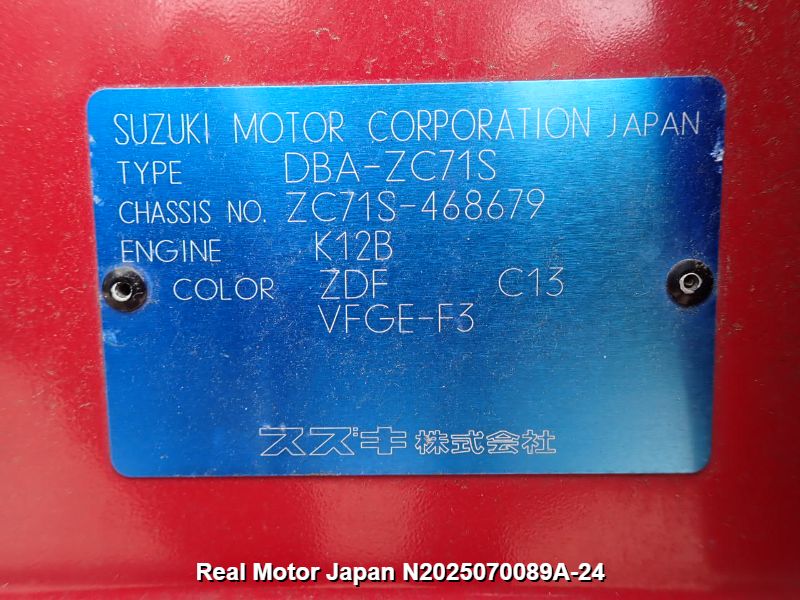 SUZUKI MOTOR CORPORATION JAPAN
TYPE DBA-ZC71S
CHASSIS NO. ZC71S-468679
ENGINE K12B
COLOR ZDF C13
VFGE-F3
スズキ株式会社
Real Motor Japan N2025070089A-24